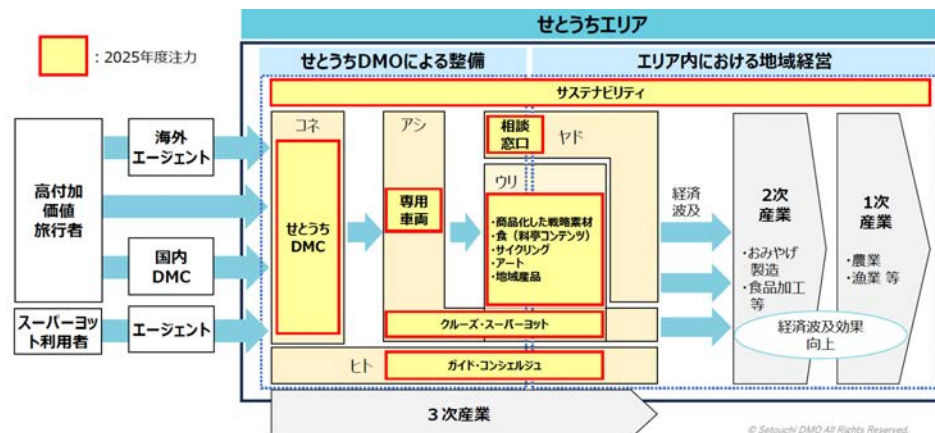 せとうちエリア
：2025年度注力
せとうちDMOによる整備
エリア内における地域経営
サステナビリティ
コネ
アシ
相談
窓口
ヤド
ウリ
海外
エージェント
高付加
価値
旅行者
国内
DMC
スーパーヨッ
ト利用者
エージェント
せとうち
DMC
専用
車両
・商品化した戦略素材
・食（料亭コンテンツ）
・サイクリング
・アート
・地域産品
クルーズ・スーパーヨット
ヒト
ガイド・コンシェルジュ
経済
波及
2次
産業
・おみやげ
製造
・食品加工
等
1次
産業
・農業
・漁業 等
経済波及効果
向上
３次産業
© Setouchi DMO All Rights Reserved.